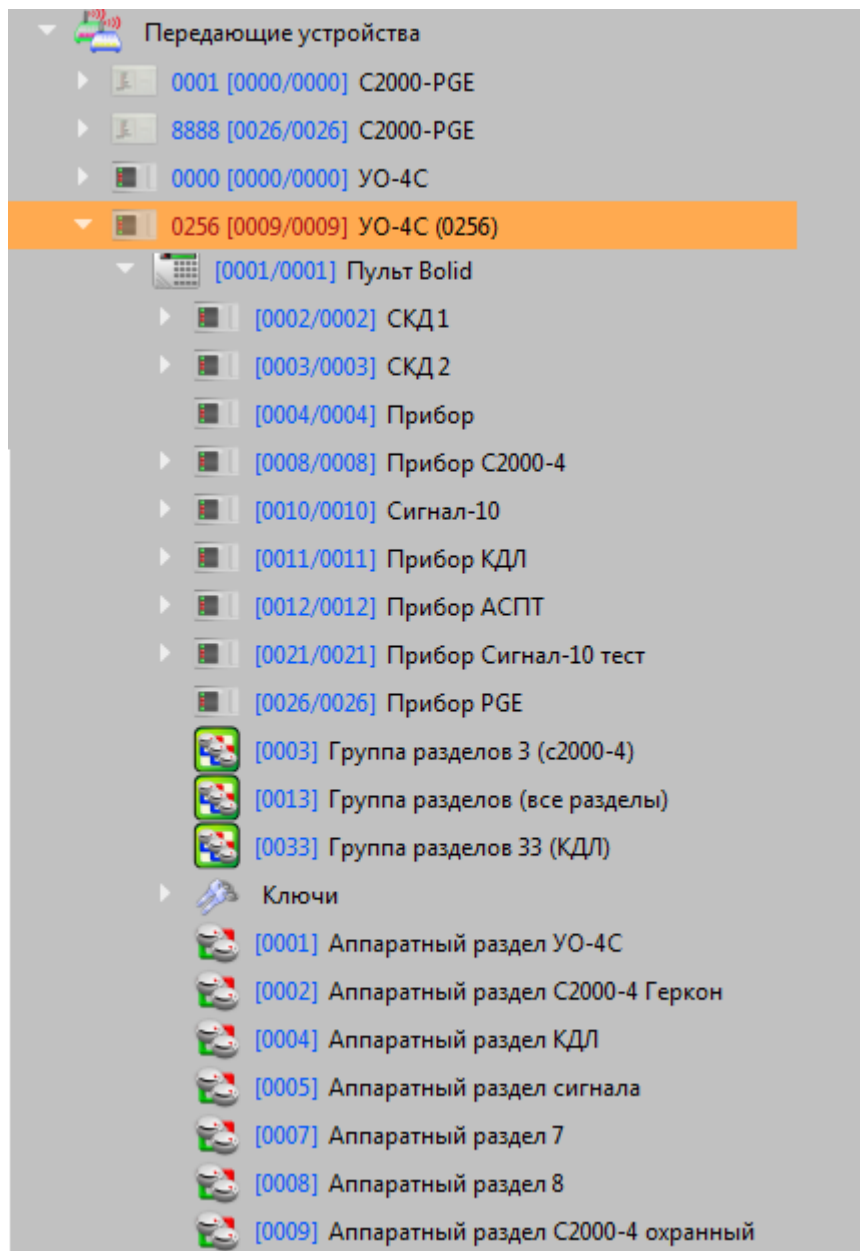 Передающие устройства
0001 [0000/0000] С2000-PGE
8888 [0026/0026] С2000-PGE
0000 [0000/0000] УО-4С
0256 [0009/0009] УО-4С (0256)
[0001/0001] Пульт Bolid
[0002/0002] СКД 1
[0003/0003] СКД 2
[0004/0004] Прибор
[0008/0008] Прибор С2000-4
[0010/0010] Сигнал-10
[0011/0011] Прибор КДЛ
[0012/0012] Прибор АСПТ
[0021/0021] Прибор Сигнал-10 тест
[0026/0026] Прибор PGE
[0003] Группа разделов 3 (с2000-4)
[0013] Группа разделов (все разделы)
[0033] Группа разделов 33 (КДЛ)
Ключи
[0001] Аппаратный раздел УО-4С
[0002] Аппаратный раздел С2000-4 Геркон
[0004] Аппаратный раздел КДЛ
[0005] Аппаратный раздел сигнала
[0007] Аппаратный раздел 7
[0008] Аппаратный раздел 8
[0009] Аппаратный раздел С2000-4 охранный